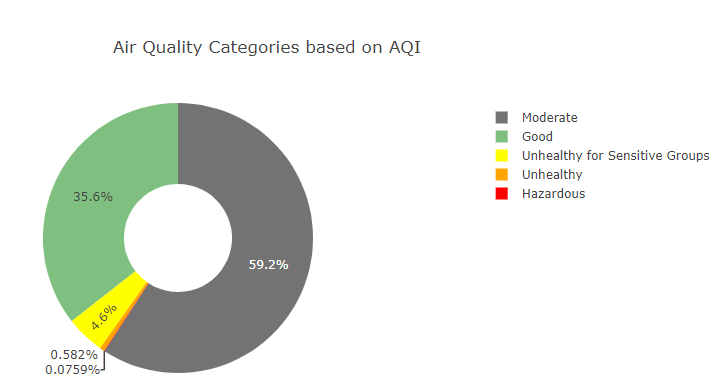 Air Quality Categories based on AQI
Moderate
Good
Unhealthy for Sensitive Groups
Unhealthy
Hazardous
35.6%
59.2%
4.6%
0.582%
0.0759%